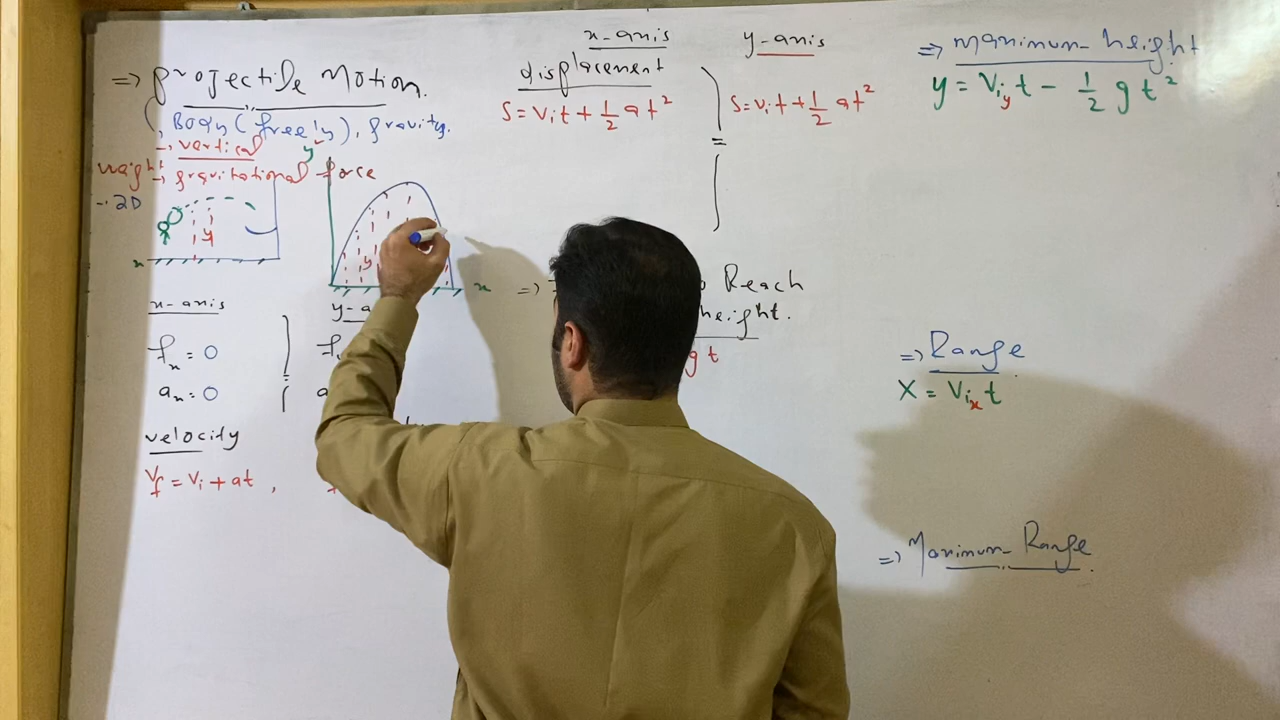 => Projectile Motion.
Body (freely), gravity.
→ vertical
weight → gravitational force
-. 2D
y
x
y
y
x
x-axis
fx = 0
ax = 0
velocity
Vf = Vi + at ,
y-a
a
x-axis
displacement
S = Vit + 1/2 at²
y-axis
S = Vit + 1/2 at²
=
=>
Reach
height.
gt
=> Maximum-height
y = Viy t - 1/2 gt²
=> Range
X = Vix t
=> Maximum-Range